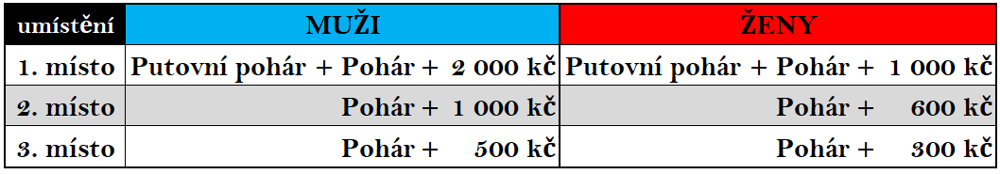 umístění MUŽI ŽENY
1. místo Putovní pohár + Pohár + 2 000 kč Putovní pohár + Pohár + 1 000 kč
2. místo Pohár + 1 000 kč Pohár + 600 kč
3. místo Pohár + 500 kč Pohár + 300 kč